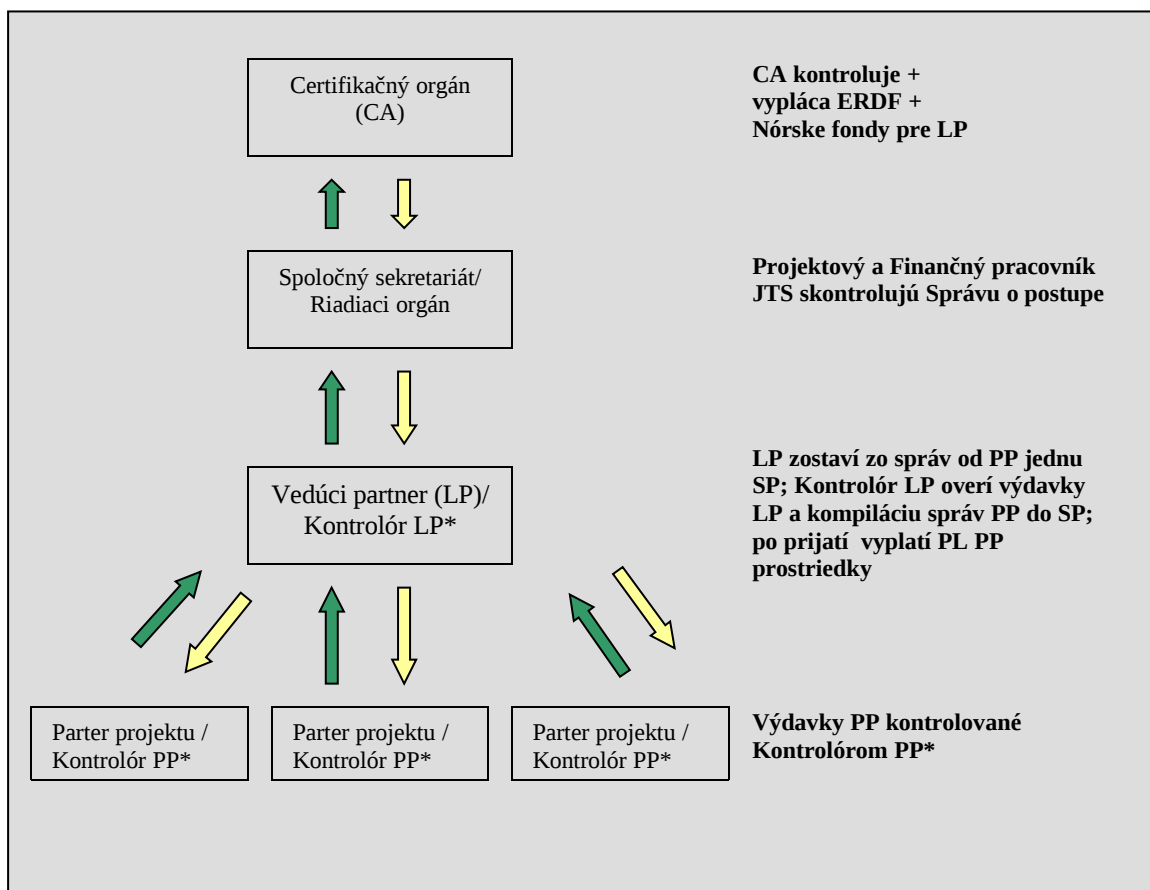 Certifikačný orgán
(CA)
CA kontroluje +
vypláca ERDF +
Nórske fondy pre LP
Spoločný sekretariát/
Riadiaci orgán
Projektový a Finančný pracovník
JTS skontrolujú Správu o postupe
Vedúci partner (LP)/
Kontrolór LP*
LP zostaví zo správ od PP jednu
SP; Kontrolór LP overí výdavky
LP a kompiláciu správ PP do SP;
po prijatí vyplatí PL PP
prostriedky
Parter projektu /
Kontrolór PP*
Parter projektu /
Kontrolór PP*
Parter projektu /
Kontrolór PP*
Výdavky PP kontrolované
Kontrolórom PP*